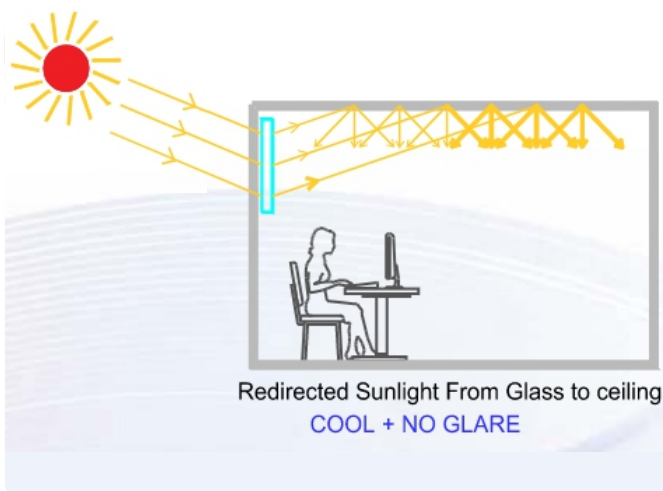 Redirected Sunlight From Glass to ceiling
COOL + NO GLARE